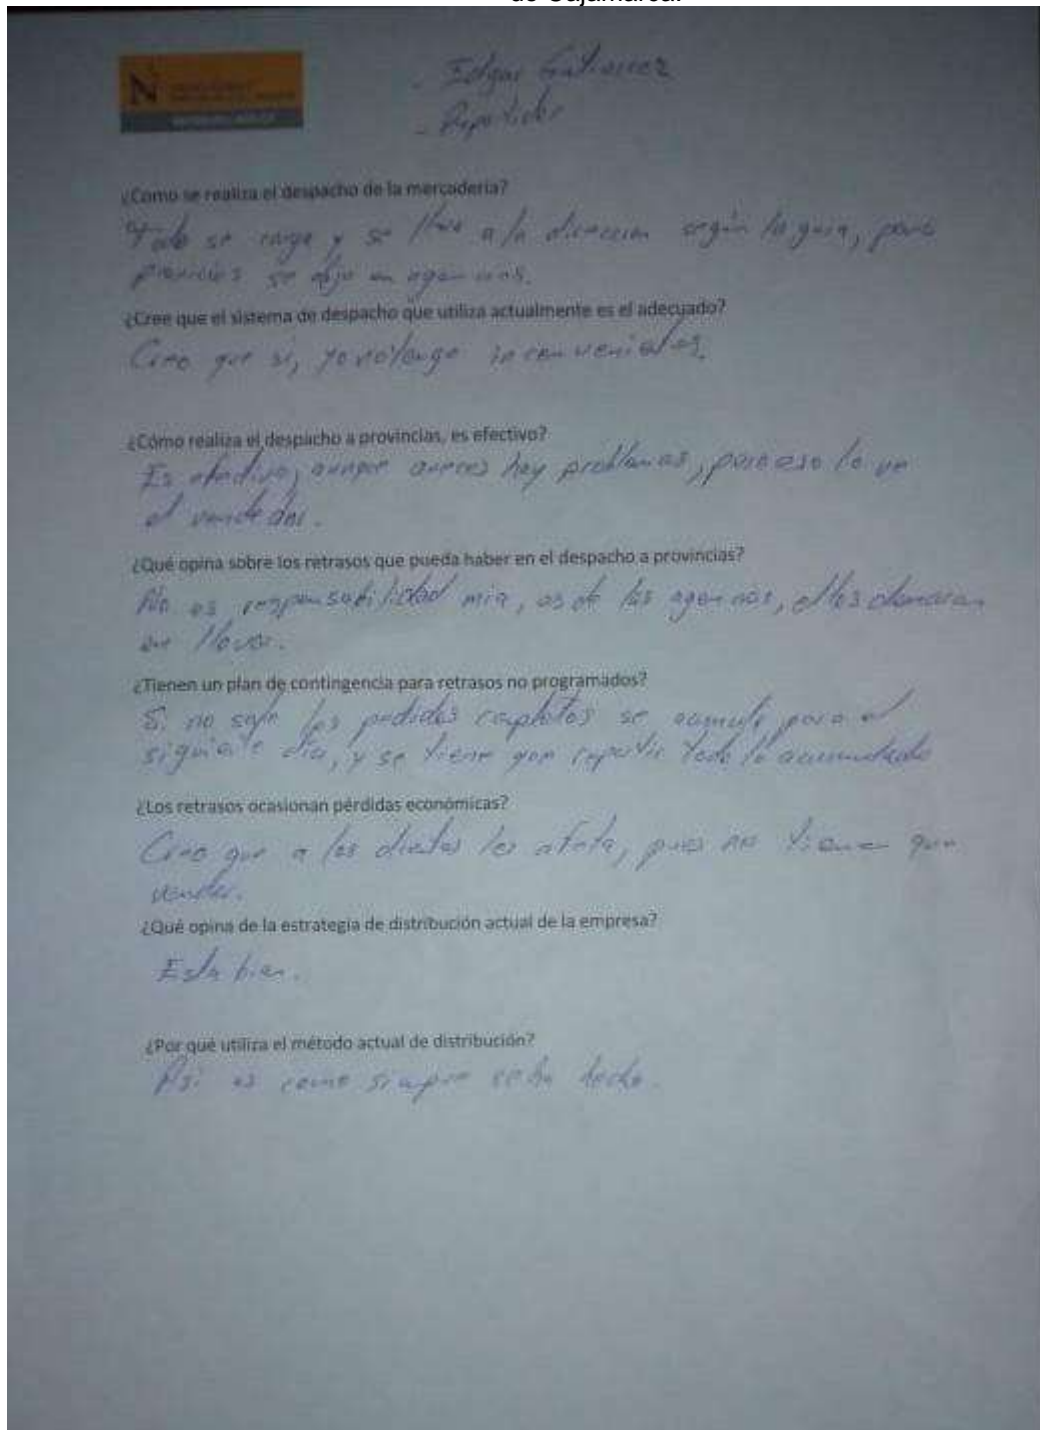 de Cajamarca.
N
- Edgar Gutierrez
- Repartidor
¿Como se realiza el despacho de la mercadería?
Todo se carga y se lleva a la direccion según la guia, para
provincias se deja en agencias.
¿Cree que el sistema de despacho que utiliza actualmente es el adecuado?
Creo que si, yo no tengo inconvenientes.
¿Cómo realiza el despacho a provincias, es efectivo?
Es efectivo, aunque aveces hay problemas, pero eso lo ve
el vendedor.
¿Qué opina sobre los retrasos que pueda haber en el despacho a provincias?
No es responsabilidad mia, es de las agencias, ellos demoran
en llevar.
¿Tienen un plan de contingencia para retrasos no programados?
Si no sale los pedidos completos se acumula para el
siguiente dia, y se tiene que repartir todo lo acumulado
¿Los retrasos ocasionan pérdidas económicas?
Creo que a los clientes les afecta, pues no tienen que
vender.
¿Qué opina de la estrategia de distribución actual de la empresa?
Esta bien.
¿Por qué utiliza el método actual de distribución?
Asi es como siempre se ha hecho.